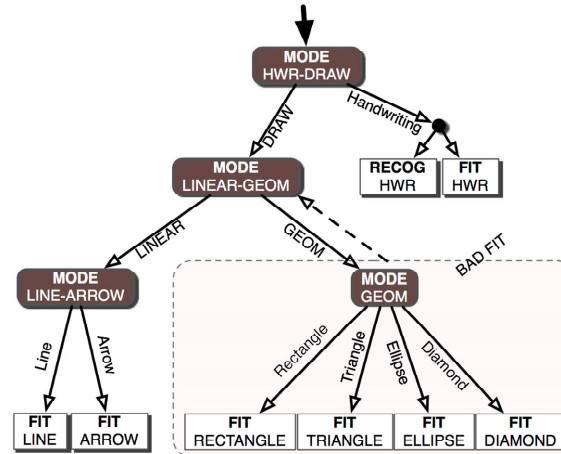 MODE
HWR-DRAW
DRAW
Handwriting
MODE
LINEAR-GEOM
RECOG
HWR
FIT
HWR
LINEAR
GEOM
BAD FIT
MODE
LINE-ARROW
MODE
GEOM
Line
Arrow
Rectangle
Triangle
Ellipse
Diamond
FIT
LINE
FIT
ARROW
FIT
RECTANGLE
FIT
TRIANGLE
FIT
ELLIPSE
FIT
DIAMOND